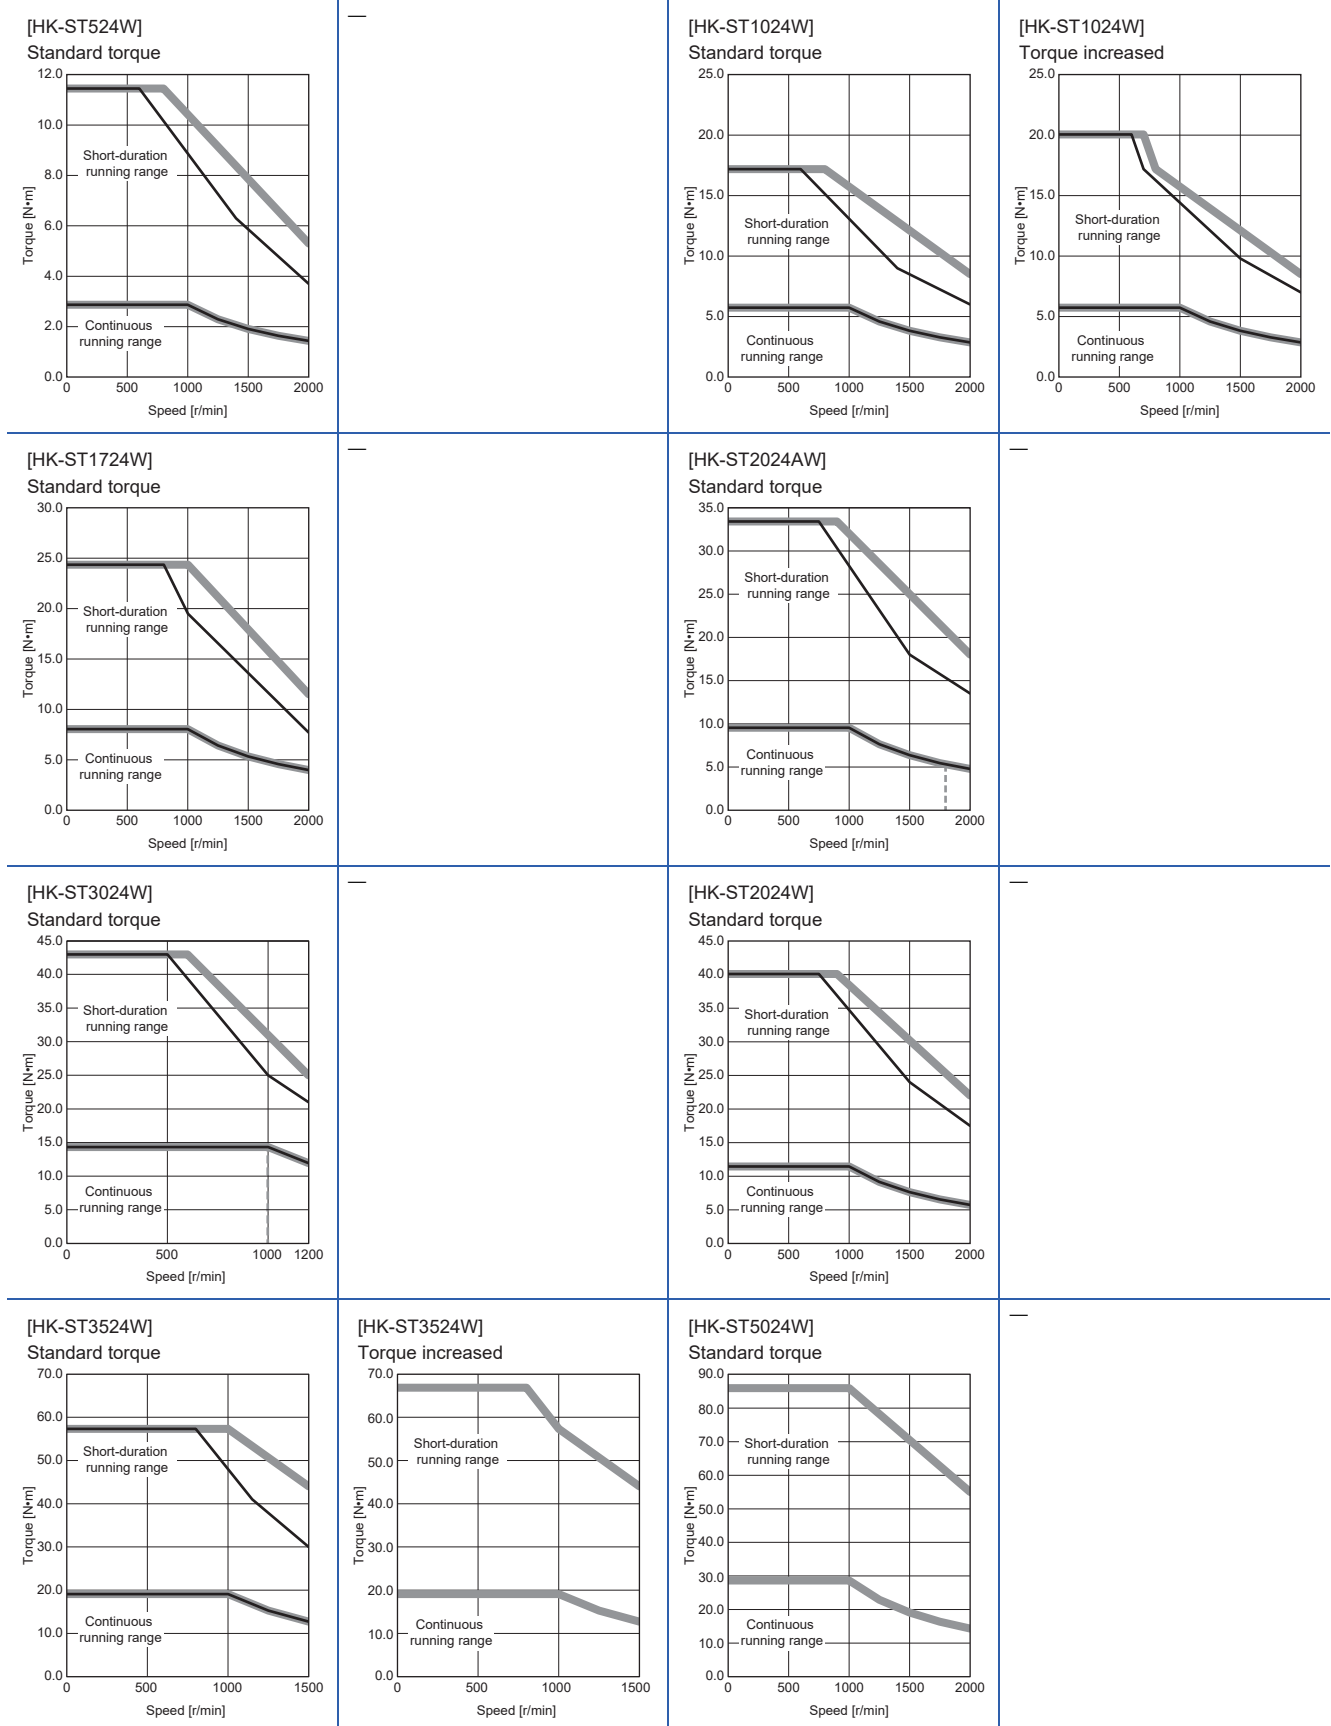 [HK-ST524W]
Standard torque
12.0
10.0
8.0
6.0
4.0
2.0
0.0
Torque [N•m]
Short-duration
running range
Continuous
running range
0 500 1000 1500 2000
Speed [r/min]
—
[HK-ST1024W]
Standard torque
25.0
20.0
15.0
10.0
5.0
0.0
Torque [N•m]
Short-duration
running range
Continuous
running range
0 500 1000 1500 2000
Speed [r/min]
[HK-ST1024W]
Torque increased
25.0
20.0
15.0
10.0
5.0
0.0
Torque [N•m]
Short-duration
running range
Continuous
running range
0 500 1000 1500 2000
Speed [r/min]
[HK-ST1724W]
Standard torque
30.0
25.0
20.0
15.0
10.0
5.0
0.0
Torque [N•m]
Short-duration
running range
Continuous
running range
0 500 1000 1500 2000
Speed [r/min]
—
[HK-ST2024AW]
Standard torque
35.0
30.0
25.0
20.0
15.0
10.0
5.0
0.0
Torque [N•m]
Short-duration
running range
Continuous
running range
0 500 1000 1500 2000
Speed [r/min]
—
[HK-ST3024W]
Standard torque
45.0
40.0
35.0
30.0
25.0
20.0
15.0
10.0
5.0
0.0
Torque [N•m]
Short-duration
running range
Continuous
running range
0 500 1000 1200
Speed [r/min]
—
[HK-ST2024W]
Standard torque
45.0
40.0
35.0
30.0
25.0
20.0
15.0
10.0
5.0
0.0
Torque [N•m]
Short-duration
running range
Continuous
running range
0 500 1000 1500 2000
Speed [r/min]
—
[HK-ST3524W]
Standard torque
70.0
60.0
50.0
40.0
30.0
20.0
10.0
0.0
Torque [N•m]
Short-duration
running range
Continuous
running range
0 500 1000 1500
Speed [r/min]
[HK-ST3524W]
Torque increased
70.0
60.0
50.0
40.0
30.0
20.0
10.0
0.0
Torque [N•m]
Short-duration
running range
Continuous
running range
0 500 1000 1500
Speed [r/min]
[HK-ST5024W]
Standard torque
90.0
80.0
70.0
60.0
50.0
40.0
30.0
20.0
10.0
0.0
Torque [N•m]
Short-duration
running range
Continuous
running range
0 500 1000 1500 2000
Speed [r/min]
—